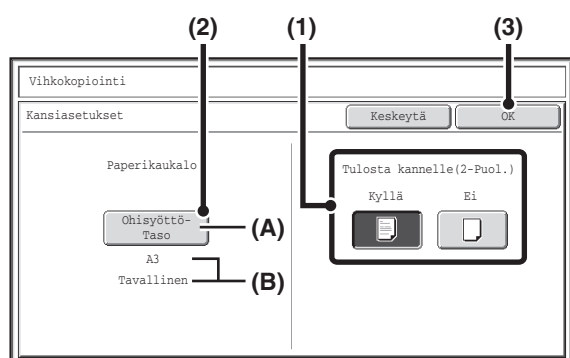 (2) (1) (3)
Vihkokopiointi
Kansiasetukset Keskeytä OK
Paperikaukalo
Tulosta kannelle(2-Puol.)
Kyllä Ei
Ohisyöttö-
Taso
(A)
A3
Tavallinen
(B)